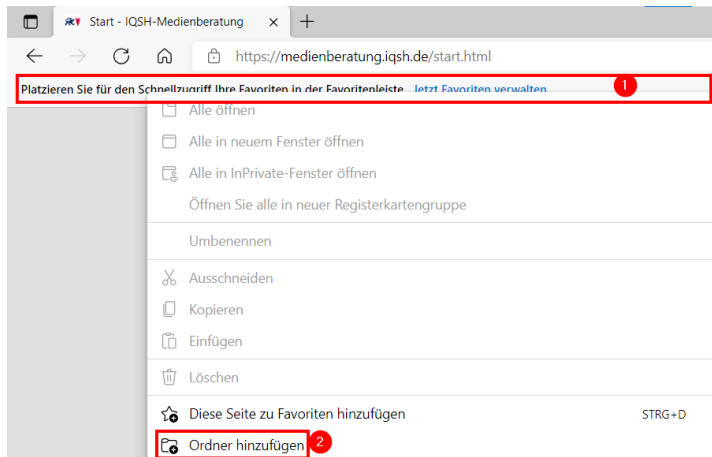 Start - IQSH-Medienberatung
https://medienberatung.iqsh.de/start.html
Platzieren Sie für den Schnellzugriff Ihre Favoriten in der Favoritenleiste. Jetzt Favoriten verwalten 1
Alle öffnen
Alle in neuem Fenster öffnen
Alle in InPrivate-Fenster öffnen
Öffnen Sie alle in neuer Registerkartengruppe
Umbenennen
Ausschneiden
Kopieren
Einfügen
Löschen
Diese Seite zu Favoriten hinzufügen STRG+D
Ordner hinzufügen 2